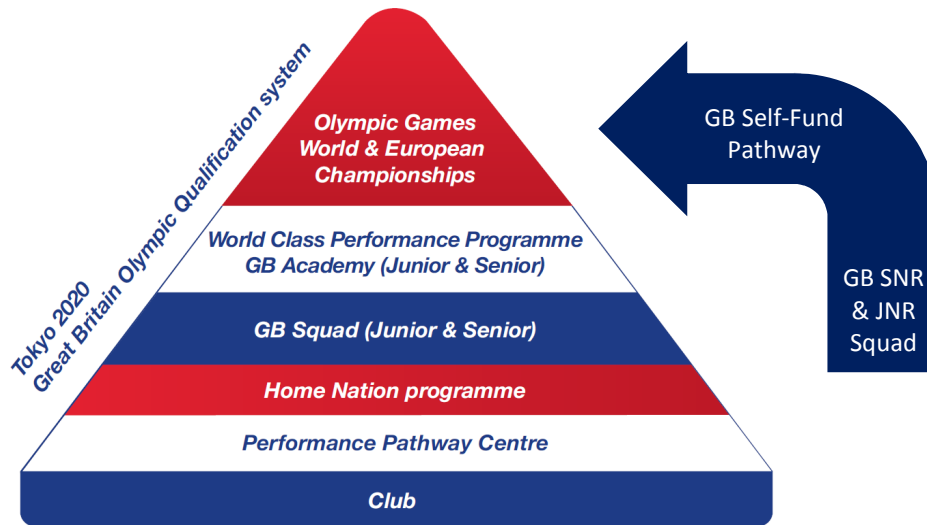 Tokyo 2020
Great Britain Olympic Qualification system
Olympic Games
World & European
Championships
World Class Performance Programme
GB Academy (Junior & Senior)
GB Squad (Junior & Senior)
Home Nation programme
Performance Pathway Centre
Club
GB Self-Fund
Pathway
GB SNR
& JNR
Squad